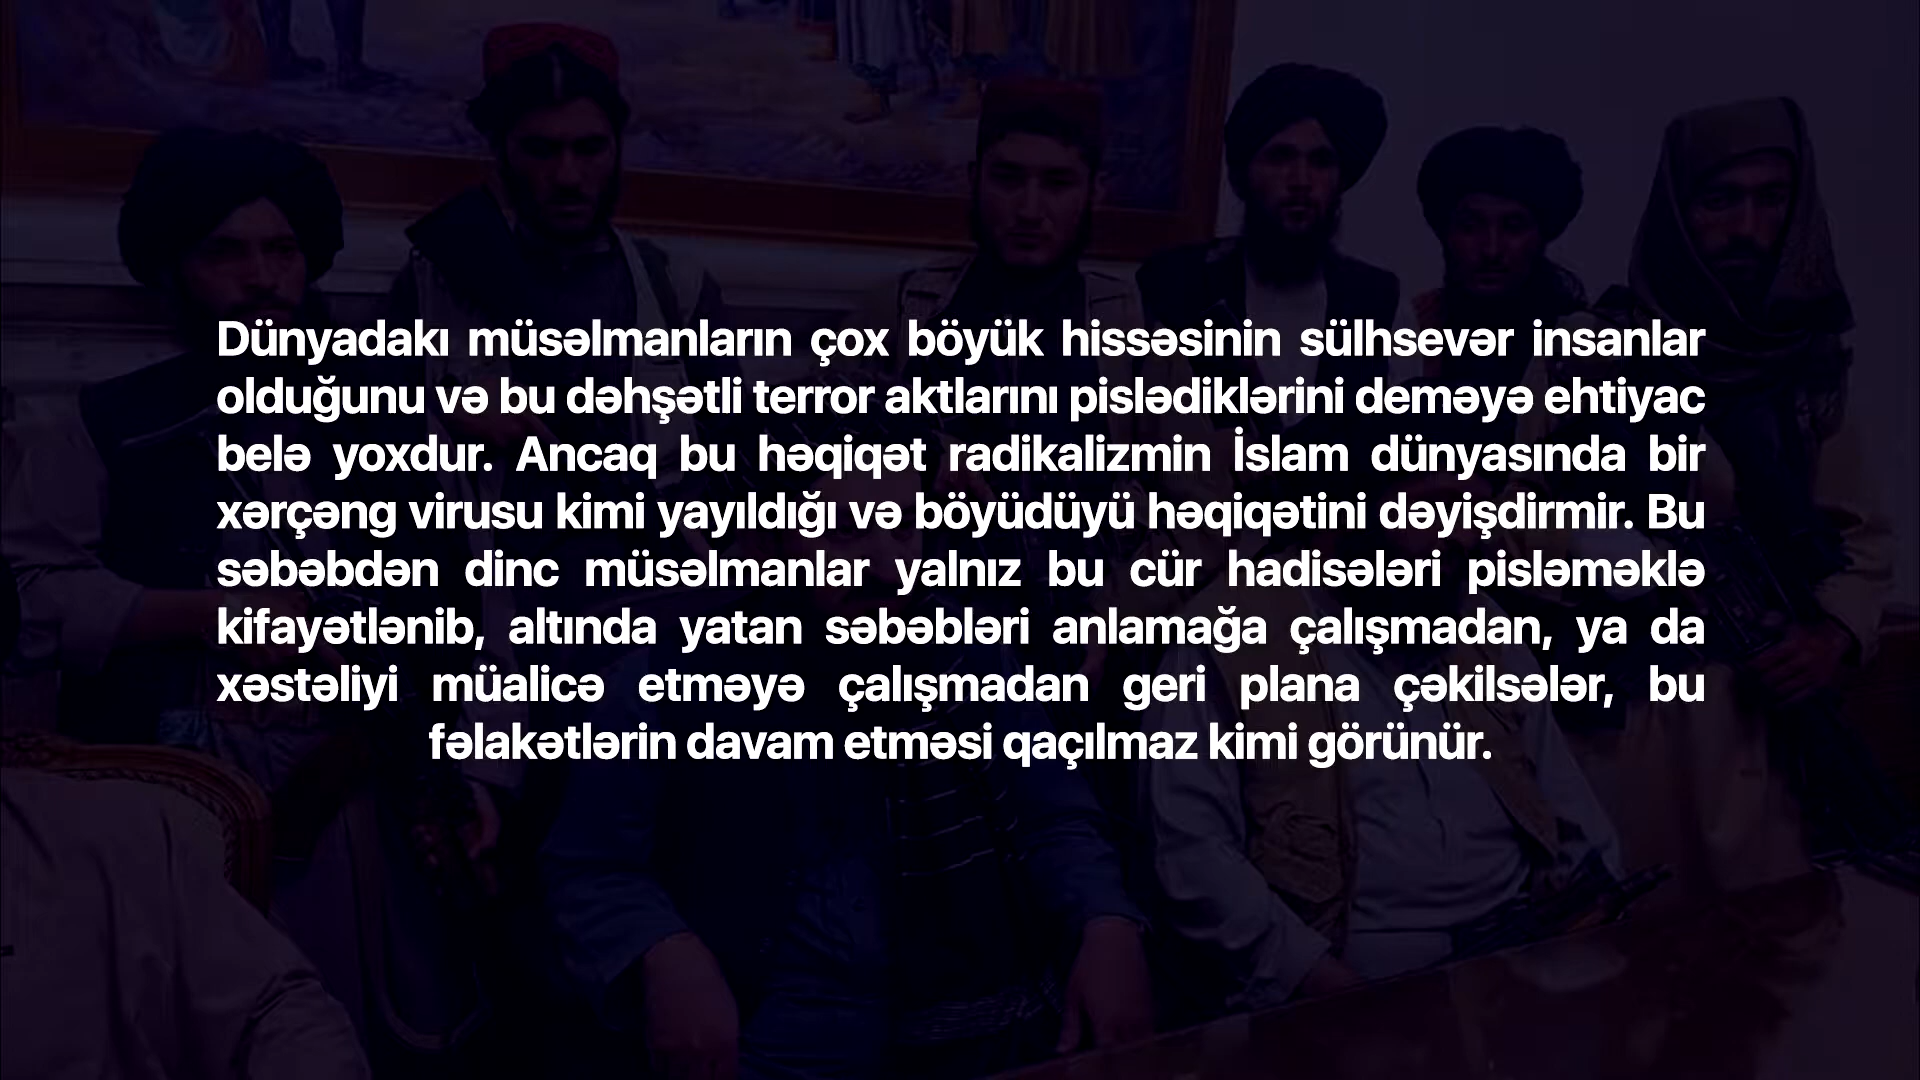 Dünyadakı müsəlmanların çox böyük hissəsinin sülhsevər insanlar
olduğunu və bu dəhşətli terror aktlarını pislədiklərini deməyə ehtiyac
belə yoxdur. Ancaq bu həqiqət radikalizmin İslam dünyasında bir
xərçəng virusu kimi yayıldığı və böyüdüyü həqiqətini dəyişdirmir. Bu
səbəbdən dinc müsəlmanlar yalnız bu cür hadisələri pisləməklə
kifayətlənib, altında yatan səbəbləri anlamağa çalışmadan, ya da
xəstəliyi müalicə etməyə çalışmadan geri plana çəkilsələr, bu
fəlakətlərin davam etməsi qaçılmaz kimi görünür.